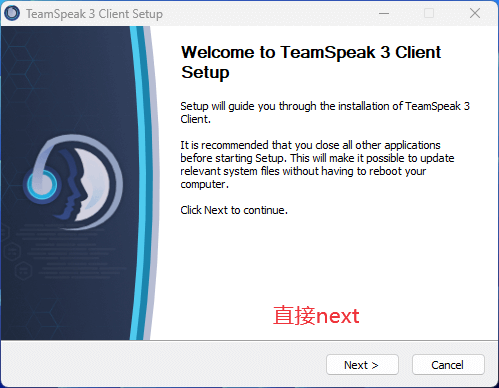 TeamSpeak 3 Client Setup
Welcome to TeamSpeak 3 Client
Setup
Setup will guide you through the installation of TeamSpeak 3
Client.
It is recommended that you close all other applications
before starting Setup. This will make it possible to update
relevant system files without having to reboot your
computer.
Click Next to continue.
直接next
Next >
Cancel